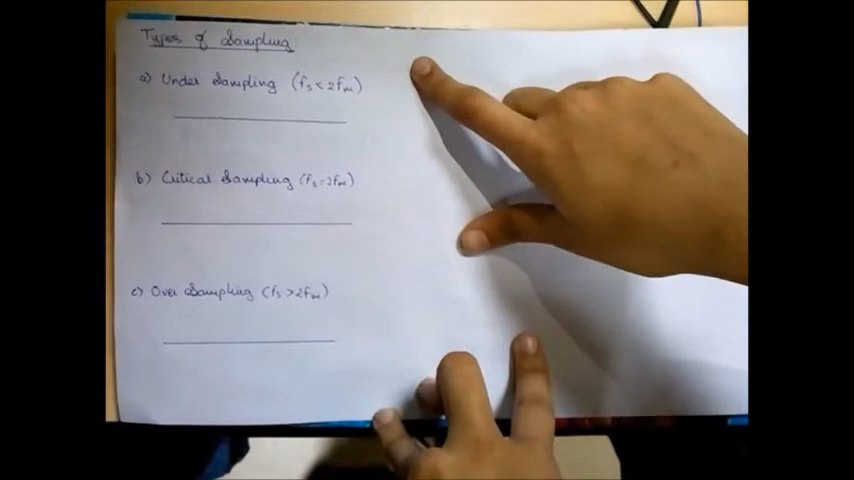 Types of Sampling:
a) Under Sampling (fs < 2fm)
b) Critical Sampling (fs = 2fm)
c) Over Sampling (fs > 2fm)